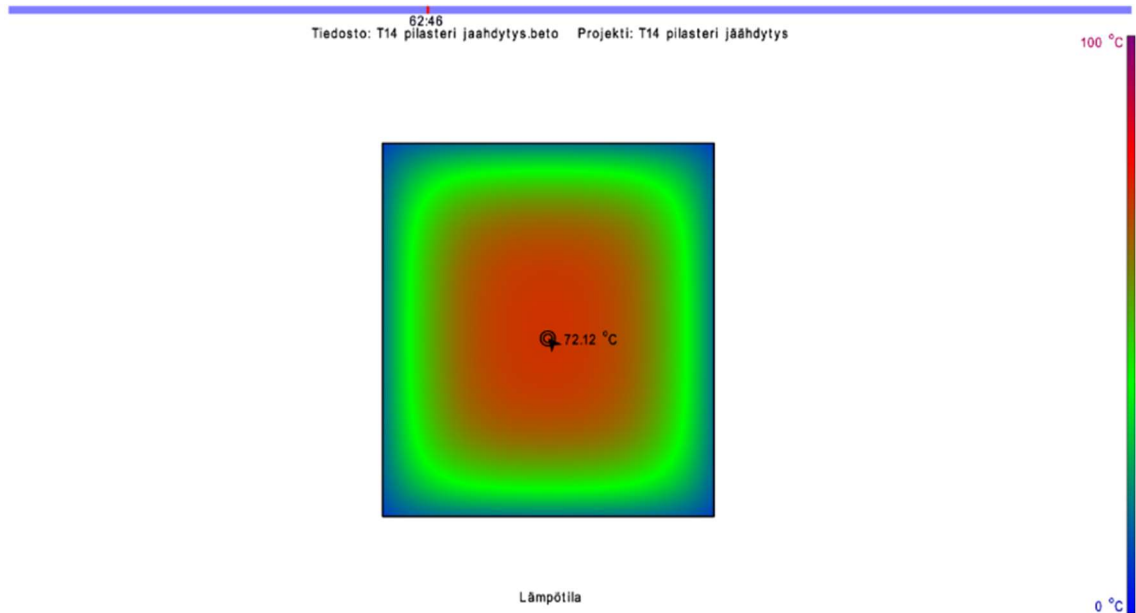 62:46
Tiedosto: T14 pilasteri jaahdytys.beto Projekti: T14 pilasteri jäähdytys
100 °C
72.12 °C
Lämpötila
0 °C